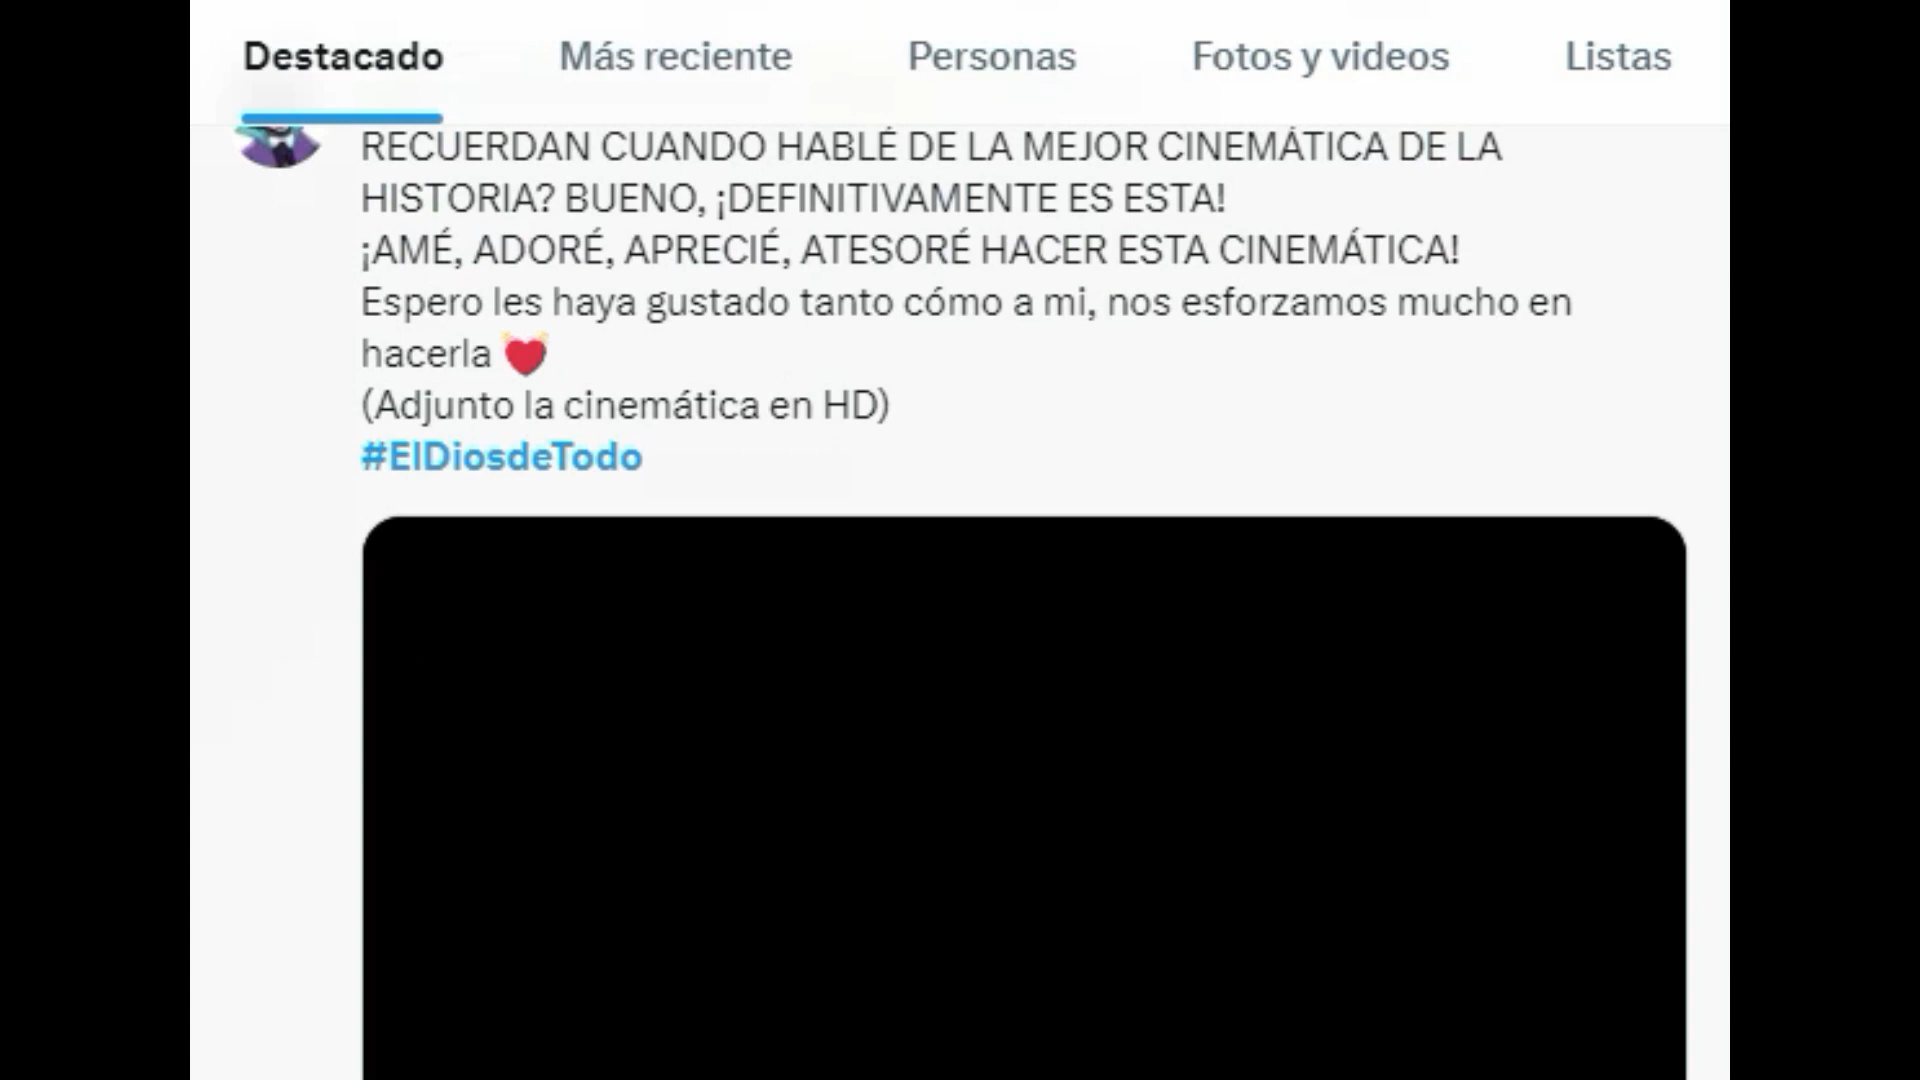 Destacado Más reciente Personas Fotos y videos Listas
RECUERDAN CUANDO HABLÉ DE LA MEJOR CINEMÁTICA DE LA
HISTORIA? BUENO, ¡DEFINITIVAMENTE ES ESTA!
¡AMÉ, ADORÉ, APRECIÉ, ATESORÉ HACER ESTA CINEMÁTICA!
Espero les haya gustado tanto cómo a mi, nos esforzamos mucho en
hacerla 💓
(Adjunto la cinemática en HD)
#ElDiosdeTodo